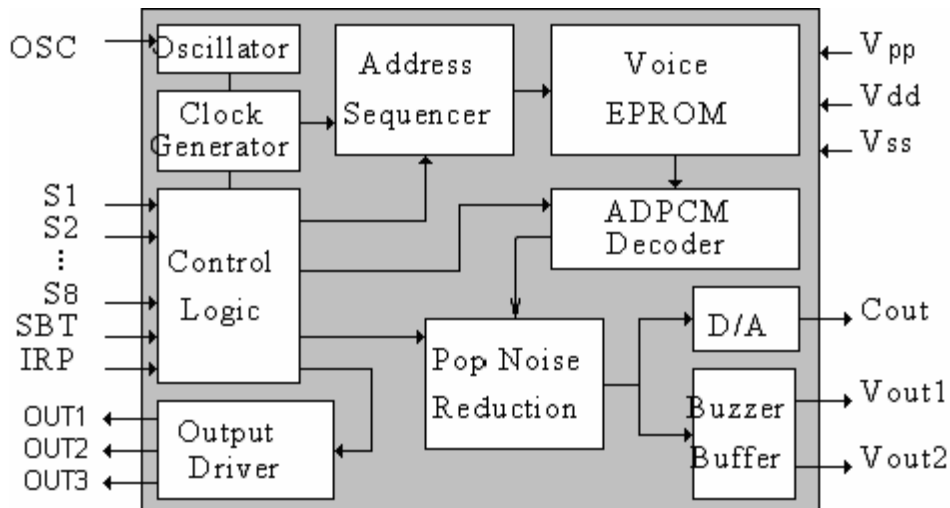 OSC
Oscillator
Clock
Generator
Address
Sequencer
Voice
EPROM
Vpp
Vdd
Vss
S1
S2
⋮
S8
SBT
IRP
Control
Logic
ADPCM
Decoder
Pop Noise
Reduction
D/A
Cout
Buzzer
Buffer
Vout1
Vout2
OUT1
OUT2
OUT3
Output
Driver